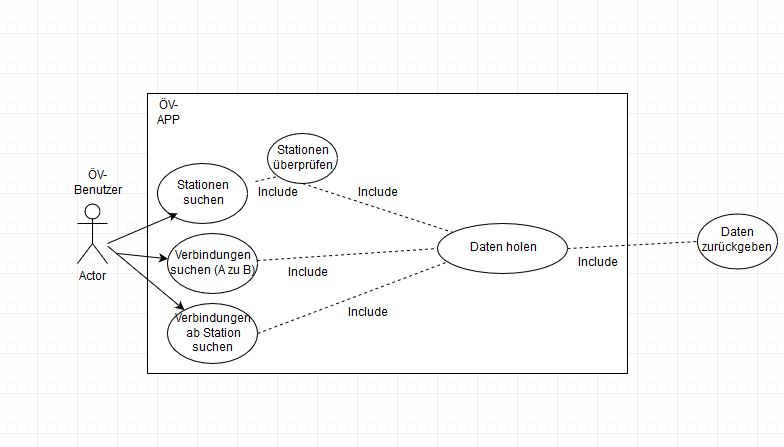 ÖV-
APP
Stationen
überprüfen
ÖV-
Benutzer
Stationen
suchen
Include
Include
Actor
Verbindungen
suchen (A zu B)
Include
Daten holen
Include
Daten
zurückgeben
Verbindungen
ab Station
suchen
Include